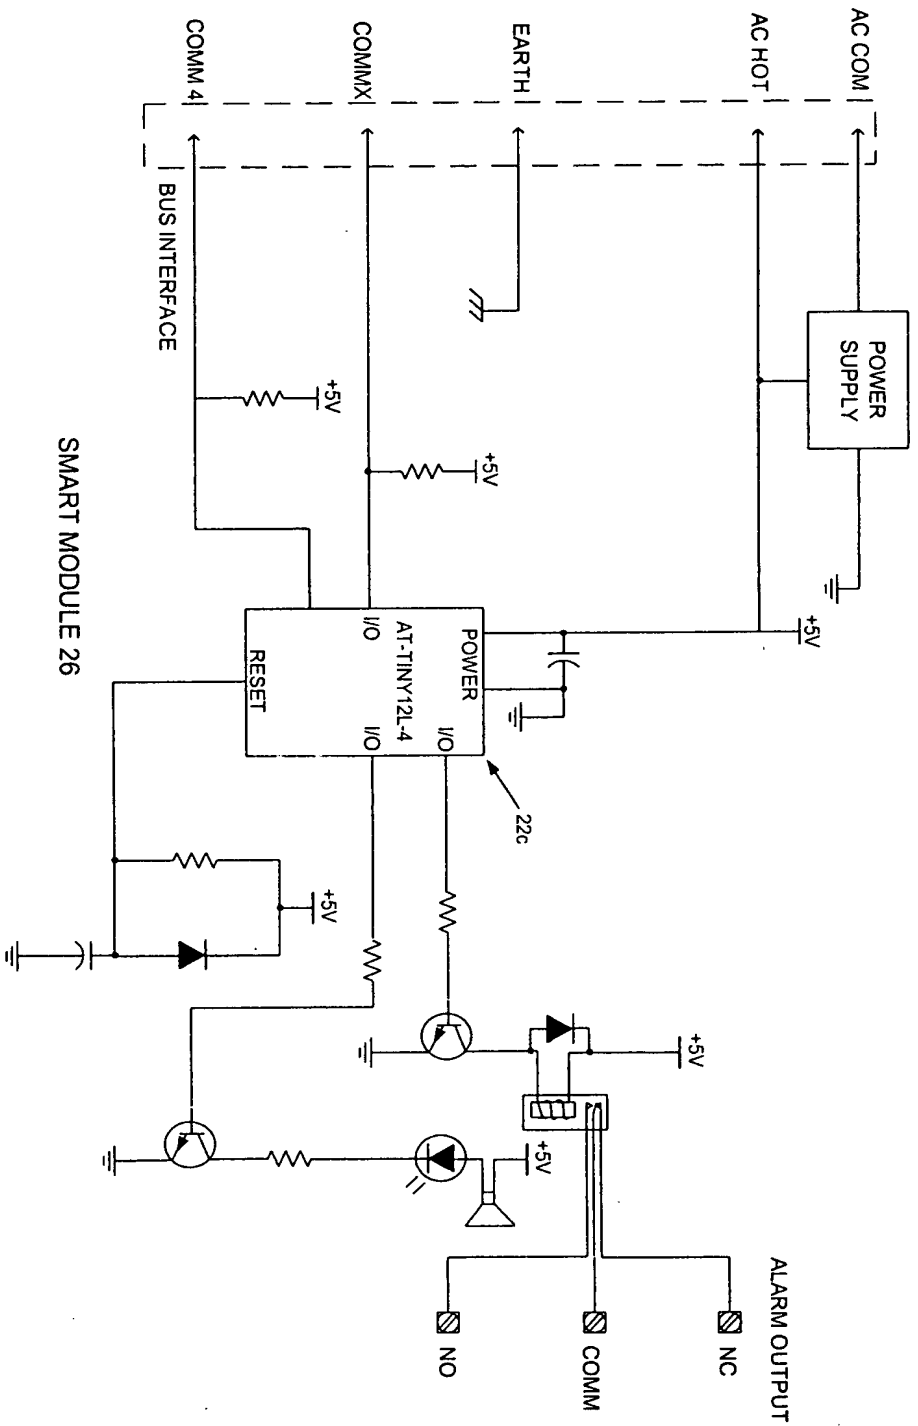 AC COM
AC HOT
EARTH
COMMX
COMM 4
BUS INTERFACE
POWER
SUPPLY
+5V
+5V
+5V
POWER
AT-TINY12L-4
I/O
I/O
I/O
RESET
22c
+5V
+5V
+5V
ALARM OUTPUT
NC
COMM
NO
SMART MODULE 26